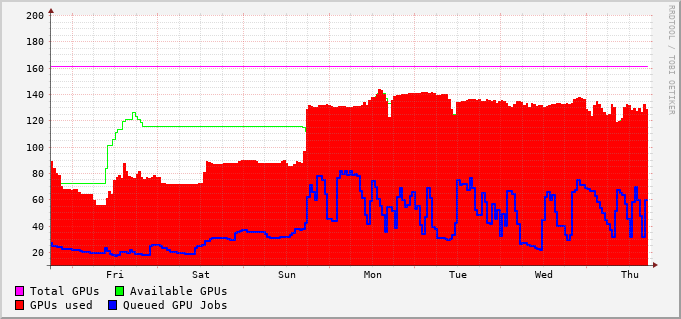 200
180
160
140
120
100
80
60
40
20
Fri Sat Sun Mon Tue Wed Thu
Total GPUs Available GPUs
GPUs used Queued GPU Jobs
RRDTOOL / TOBI OETIKER